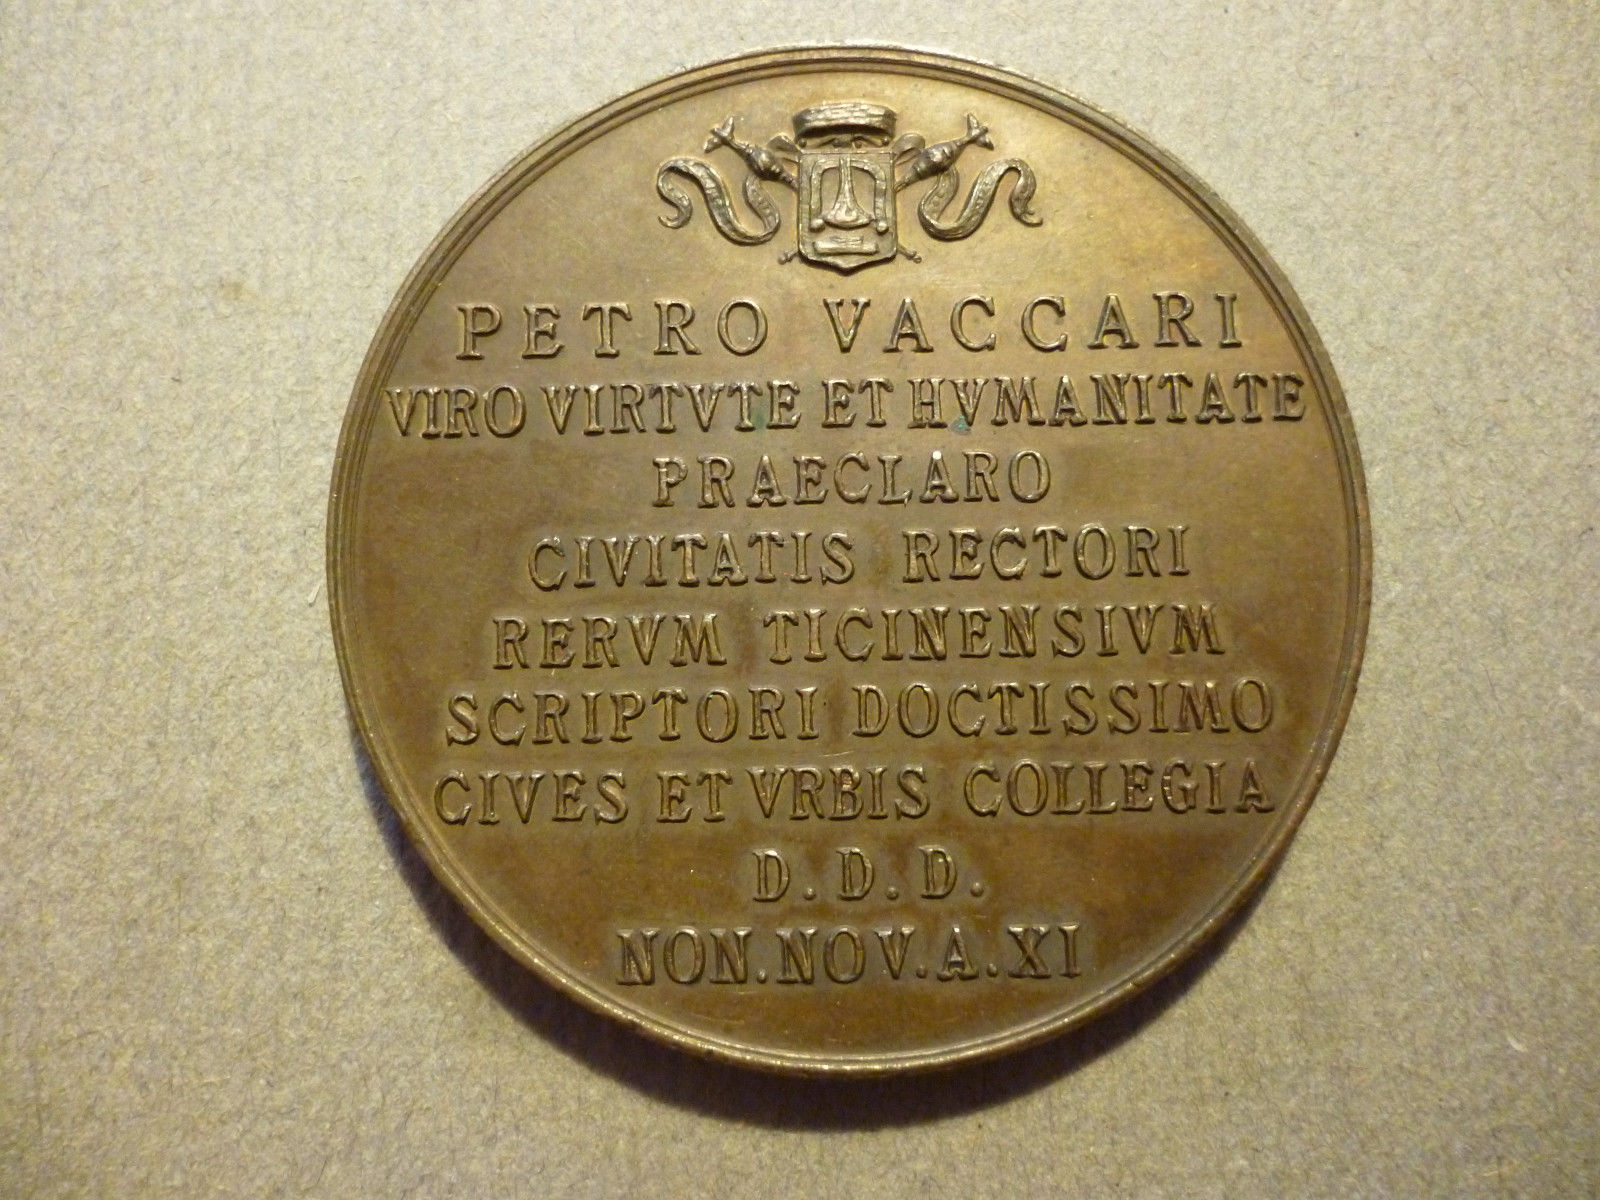 PETRO VACCARI
VIRO VIRTVTE ET HVMANITATE
PRAECLARO
CIVITATIS RECTORI
RERVM TICINENSIVM
SCRIPTORI DOCTISSIMO
CIVES ET VRBIS COLLEGIA
D. D. D.
NON. NOV. A. XI